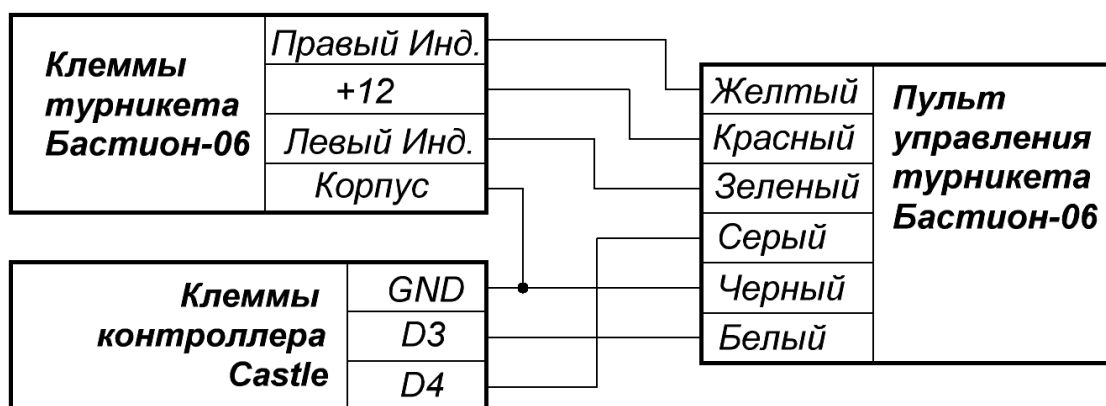 Клеммы
турникета
Бастион-06
Правый Инд.
+12
Левый Инд.
Корпус
Клеммы
контроллера
Castle
GND
D3
D4
Желтый
Красный
Зеленый
Серый
Черный
Белый
Пульт
управления
турникета
Бастион-06